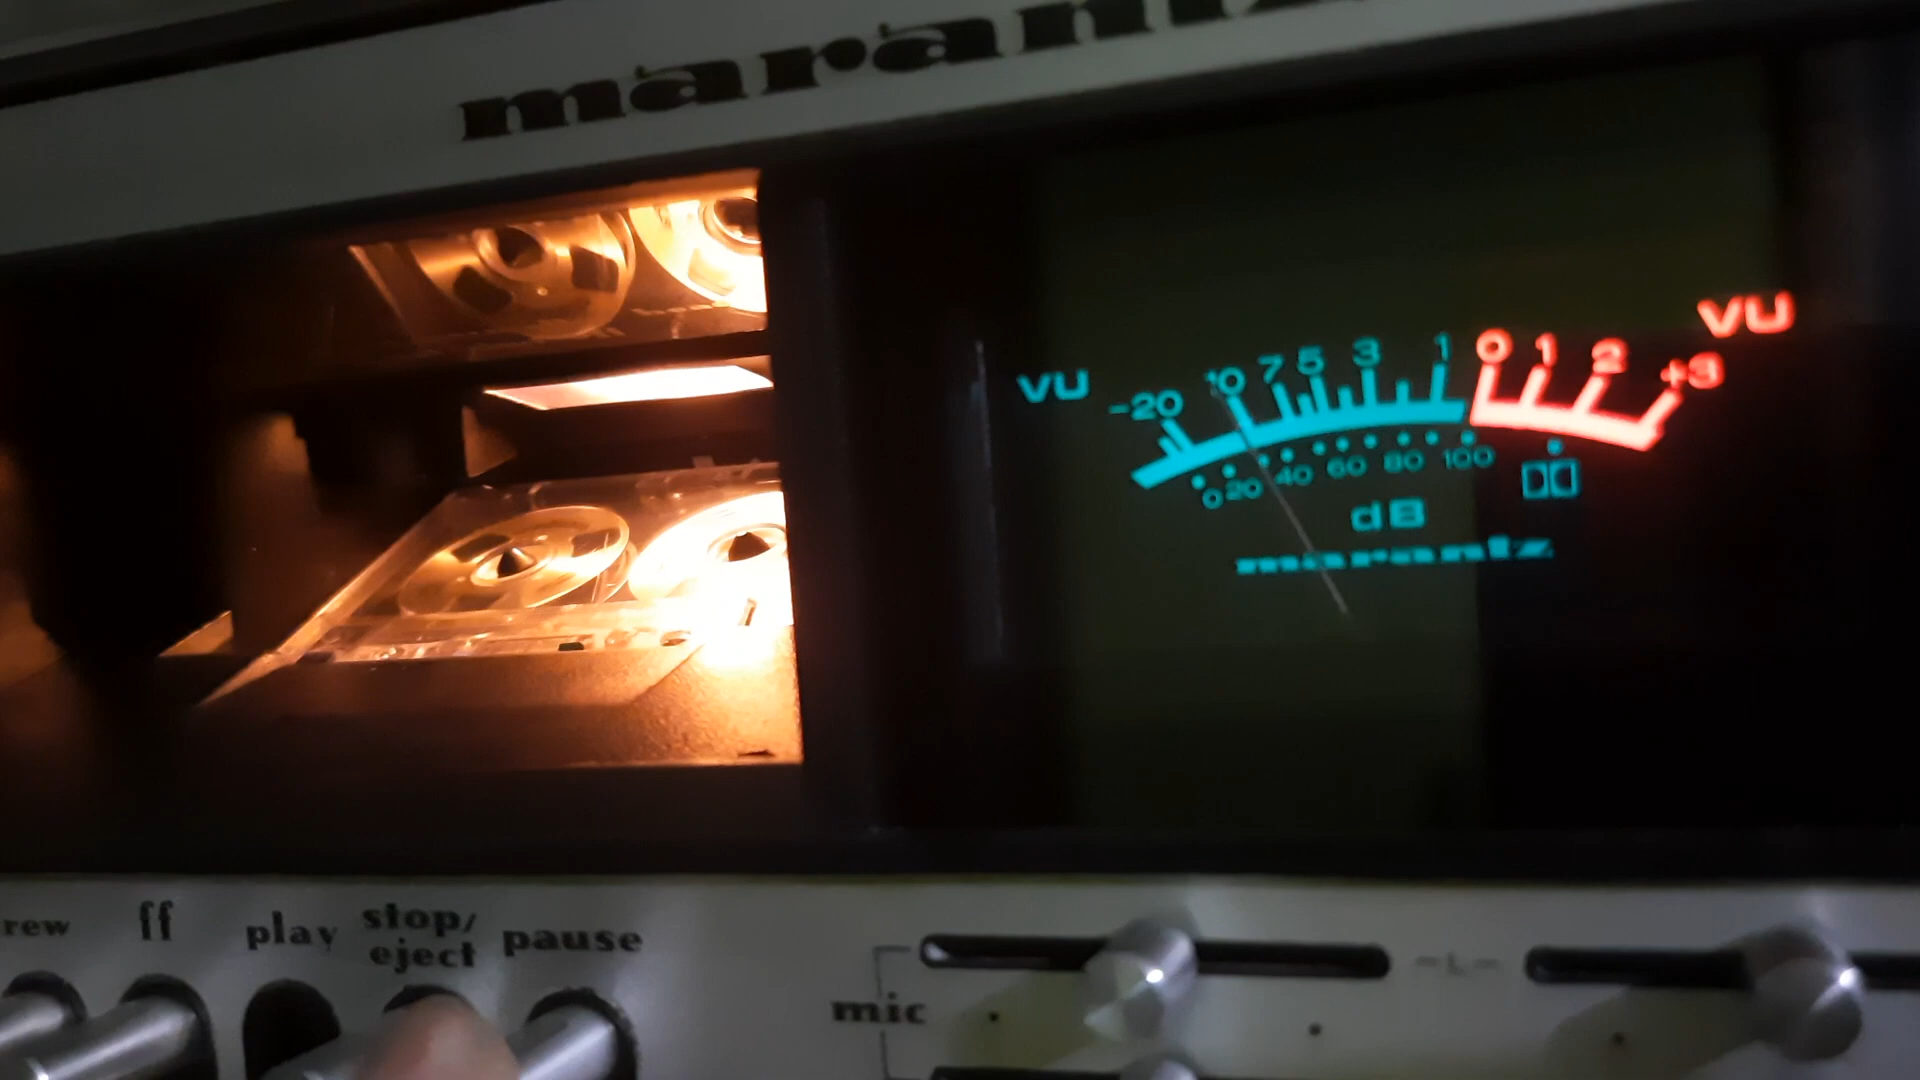 marantz
VU
VU
-20 10 7 5 3 1 0 1 2 +3
0 20 40 60 80 100
dB
marantz
rew ff play stop/ eject pause
mic
-L-